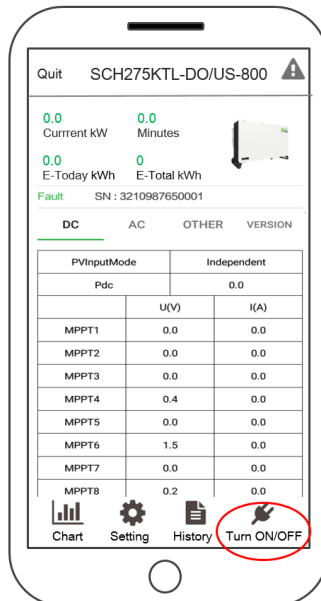 Quit SCH275KTL-DO/US-800
0.0 0.0
Currrent kW Minutes
0.0 0
E-Today kWh E-Total kWh
Fault SN : 3210987650001
DC AC OTHER VERSION
PVInputMode Independent
Pdc 0.0
U(V) I(A)
MPPT1 0.0 0.0
MPPT2 0.0 0.0
MPPT3 0.0 0.0
MPPT4 0.4 0.0
MPPT5 0.0 0.0
MPPT6 1.5 0.0
MPPT7 0.0 0.0
MPPT8 0.2 0.0
Chart Setting History Turn ON/OFF